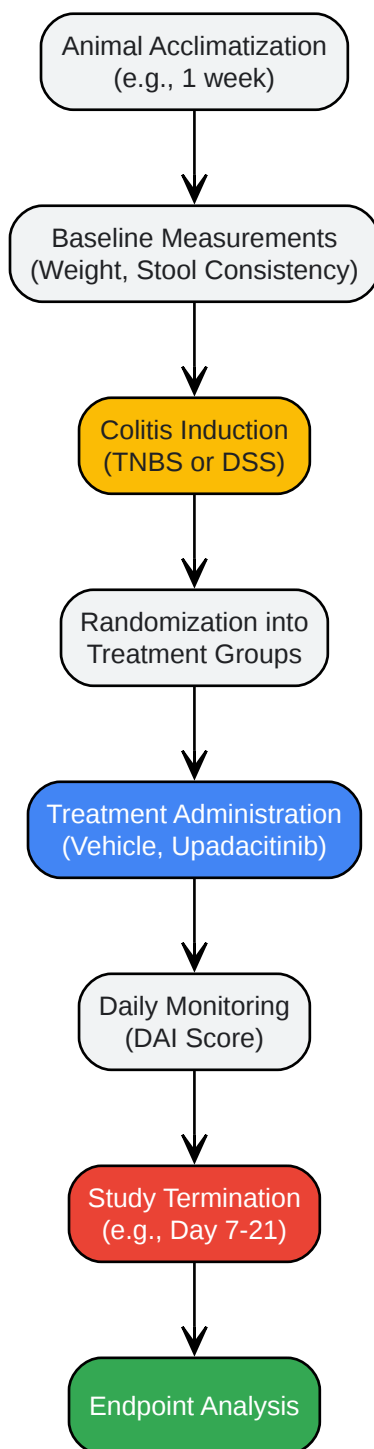 Animal Acclimatization
(e.g., 1 week)
Baseline Measurements
(Weight, Stool Consistency)
Colitis Induction
(TNBS or DSS)
Randomization into
Treatment Groups
Treatment Administration
(Vehicle, Upadacitinib)
Daily Monitoring
(DAI Score)
Study Termination
(e.g., Day 7-21)
Endpoint Analysis